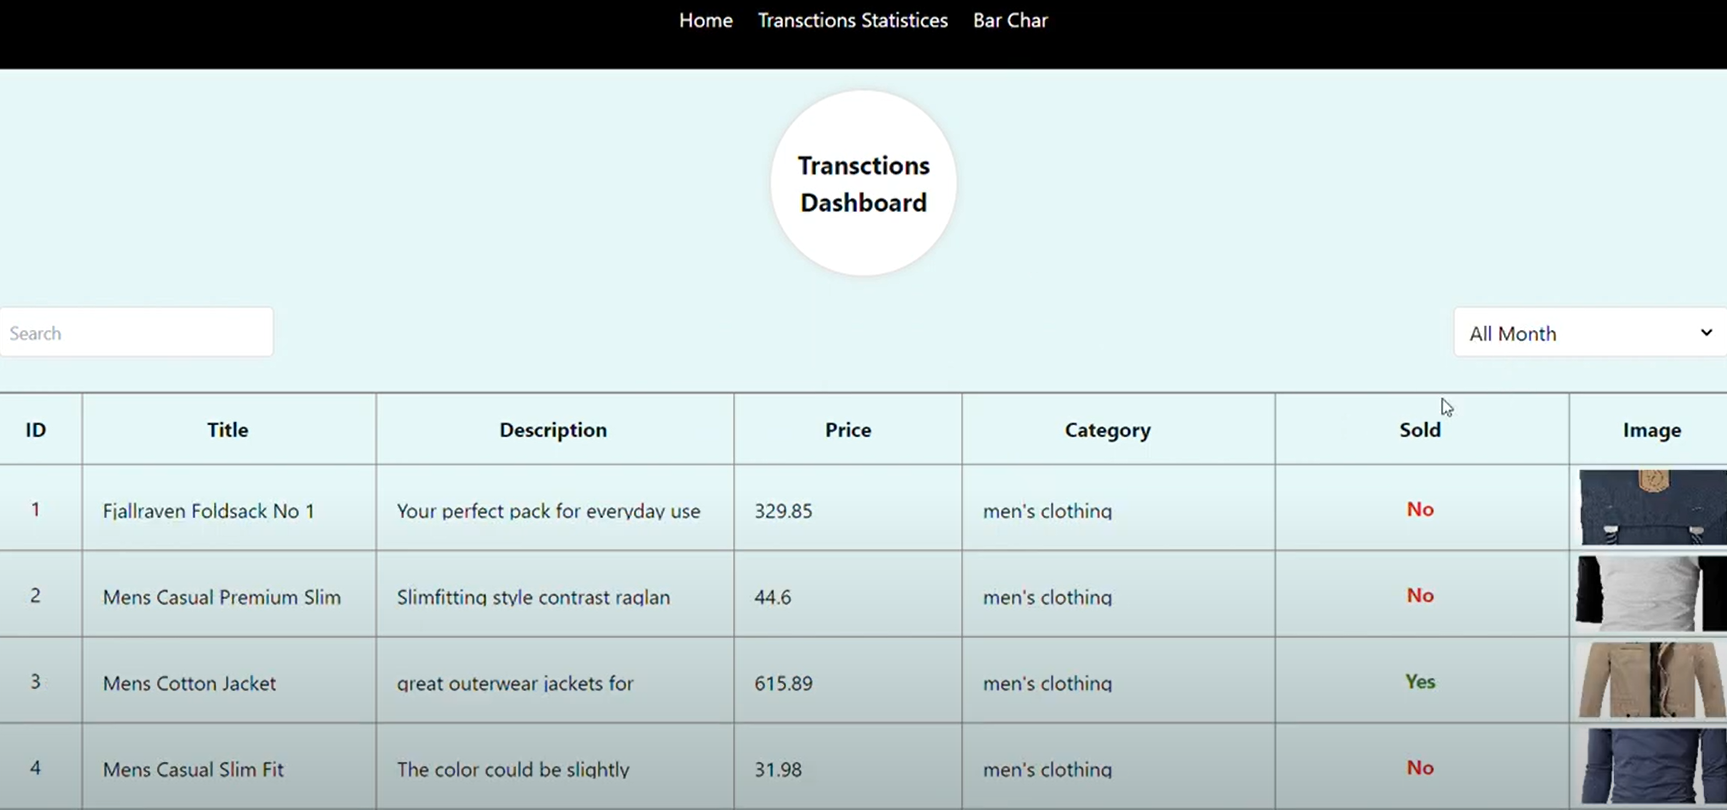 Home Transctions Statistices Bar Char
Transctions
Dashboard
Search
All Month
ID Title Description Price Category Sold Image
1 Fjallraven Foldsack No 1 Your perfect pack for everyday use 329.85 men's clothing No
2 Mens Casual Premium Slim Slimfitting style contrast raglan 44.6 men's clothing No
3 Mens Cotton Jacket great outerwear jackets for 615.89 men's clothing Yes
4 Mens Casual Slim Fit The color could be slightly 31.98 men's clothing No